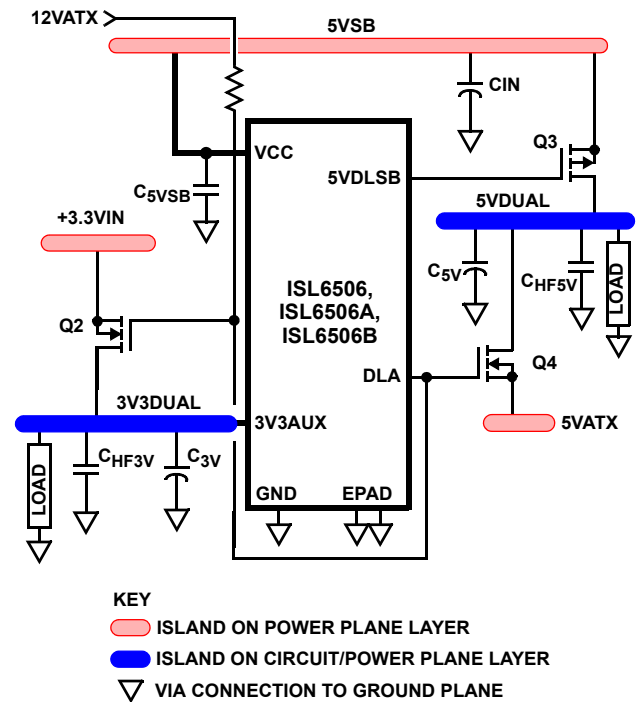 12VATX
5VSB
CIN
Q3
VCC
5VDLSB
C5VSB
5VDUAL
+3.3VIN
C5V
CHF5V
LOAD
ISL6506,
ISL6506A,
ISL6506B
Q2
Q4
DLA
3V3DUAL
3V3AUX
5VATX
CHF3V
C3V
LOAD
GND
EPAD
KEY
ISLAND ON POWER PLANE LAYER
ISLAND ON CIRCUIT/POWER PLANE LAYER
VIA CONNECTION TO GROUND PLANE